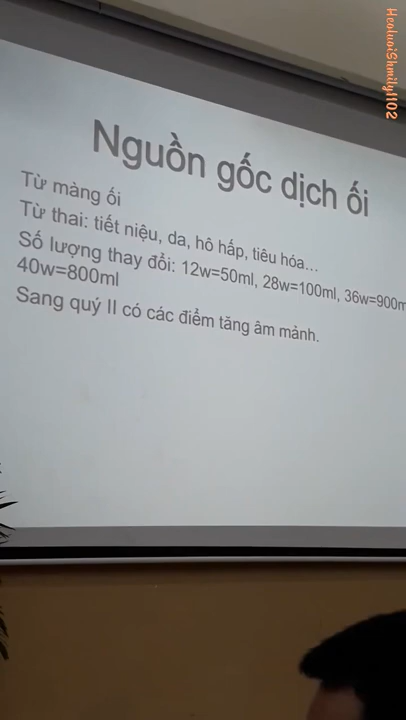 Nguồn gốc dịch ối
Từ màng ối
Từ thai: tiết niệu, da, hô hấp, tiêu hóa...
Số lượng thay đổi: 12w=50ml, 28w=100ml, 36w=900m
40w=800ml
Sang quý II có các điểm tăng âm mảnh.
HeoluoiShmily1102